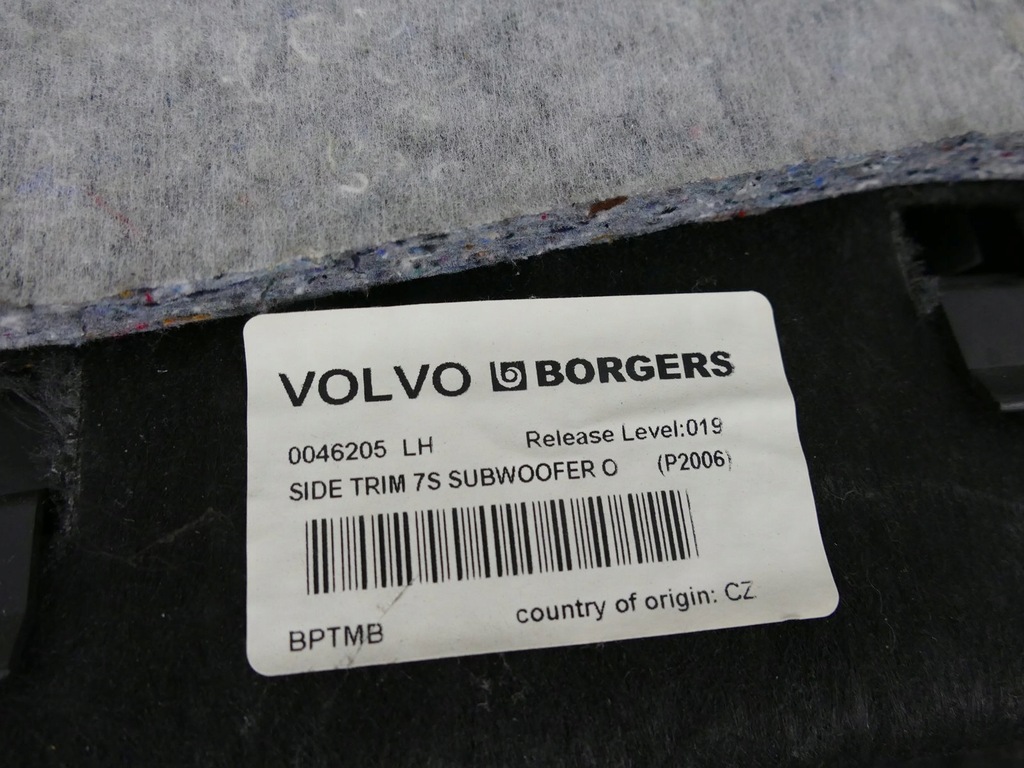 VOLVO BORGERS
0046205 LH Release Level:019
SIDE TRIM 7S SUBWOOFER O (P2006)
country of origin: CZ
BPTMB